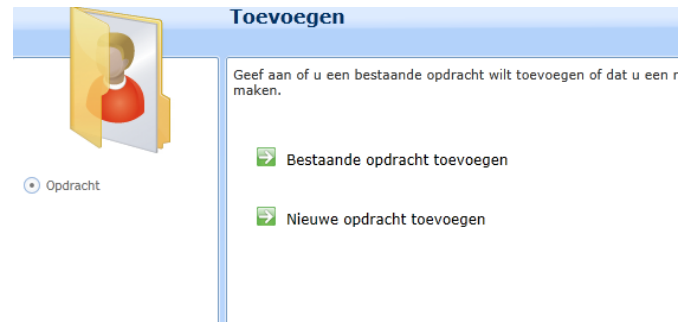 Toevoegen
Geef aan of u een bestaande opdracht wilt toevoegen of dat u een
maken.
Bestaande opdracht toevoegen
Opdracht
Nieuwe opdracht toevoegen